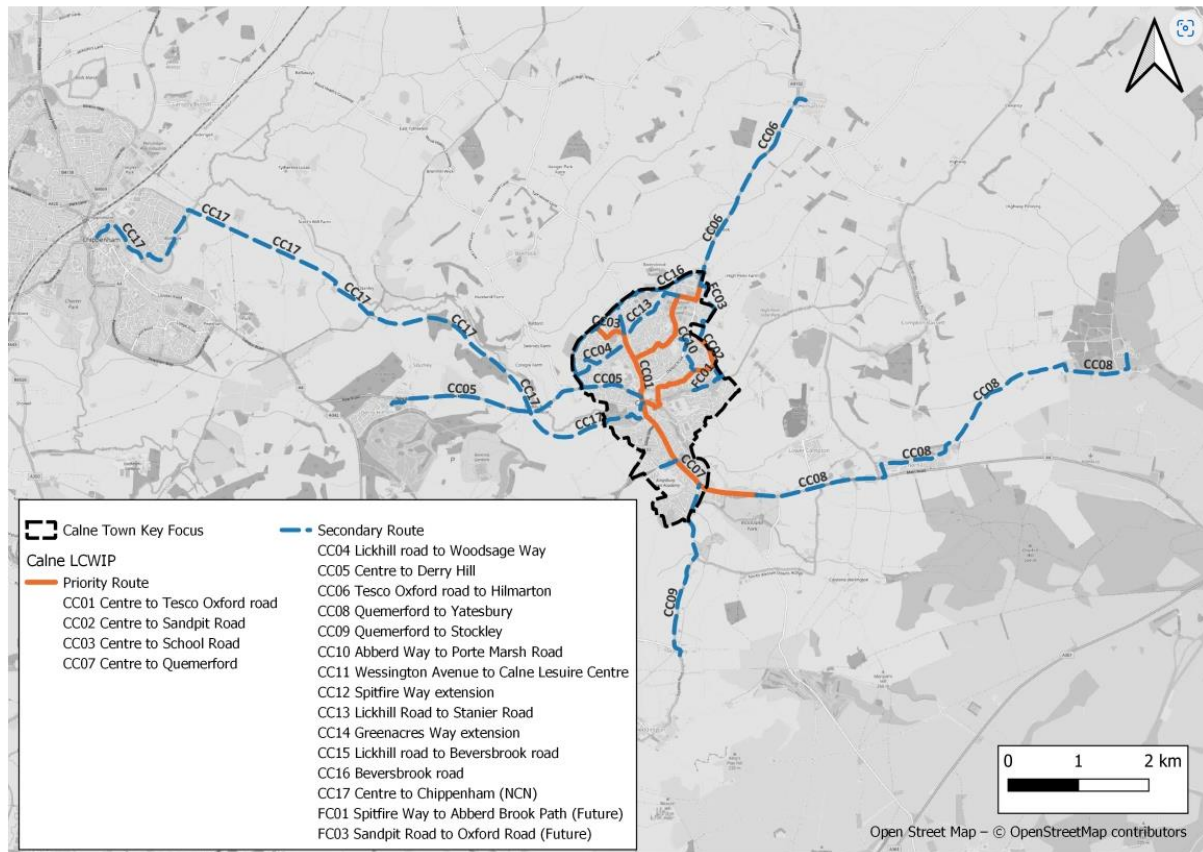 CC06
CC06
CC17
CC17
CC17
CC17
CC17
CC17
CC17
CC16
FC03
CC13
CC03
CC04
CC10
CC02
FC01
CC01
CC05
CC05
CC07
CC08
CC08
CC08
CC08
CC09
Chippenham
Calne Town Key Focus
Calne LCWIP
Priority Route
CC01 Centre to Tesco Oxford road
CC02 Centre to Sandpit Road
CC03 Centre to School Road
CC07 Centre to Quemerford
Secondary Route
CC04 Lickhill road to Woodsage Way
CC05 Centre to Derry Hill
CC06 Tesco Oxford road to Hilmarton
CC08 Quemerford to Yatesbury
CC09 Quemerford to Stockley
CC10 Abberd Way to Porte Marsh Road
CC11 Wessington Avenue to Calne Lesuire Centre
CC12 Spitfire Way extension
CC13 Lickhill Road to Stanier Road
CC14 Greenacres Way extension
CC15 Lickhill road to Beversbrook road
CC16 Beversbrook road
CC17 Centre to Chippenham (NCN)
FC01 Spitfire Way to Abberd Brook Path (Future)
FC03 Sandpit Road to Oxford Road (Future)
0 1 2 km
Open Street Map – © OpenStreetMap contributors